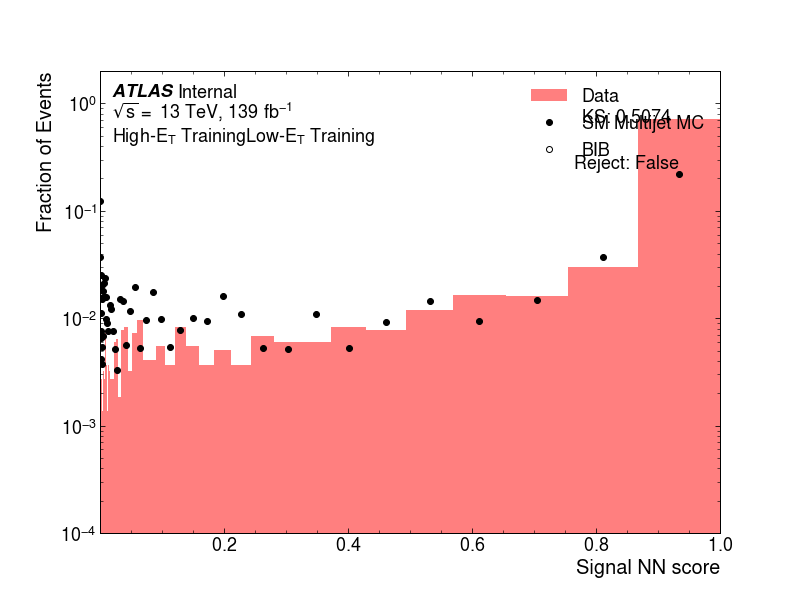 ATLAS Internal
√s = 13 TeV, 139 fb⁻¹
High-E_T TrainingLow-E_T Training
Data
KS: 0.5074
SM Multijet MC
BIB
Reject: False
Fraction of Events
10⁰
10⁻¹
10⁻²
10⁻³
10⁻⁴
0.2 0.4 0.6 0.8 1.0
Signal NN score